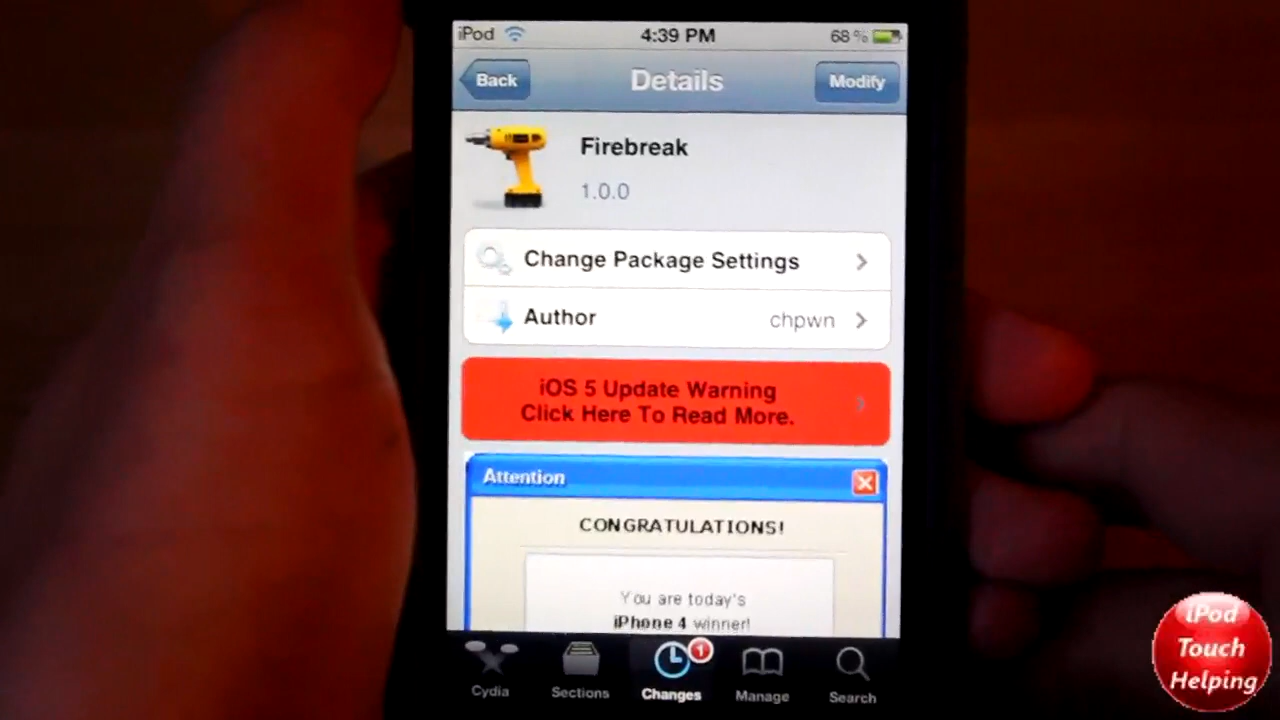 iPod 4:39 PM 68 %
Back Details Modify
Firebreak
1.0.0
Change Package Settings
Author chpwn
iOS 5 Update Warning
Click Here To Read More.
Attention
CONGRATULATIONS!
You are today's
iPhone 4 winner!
1
Cydia Sections Changes Manage Search
iPod
Touch
Helping